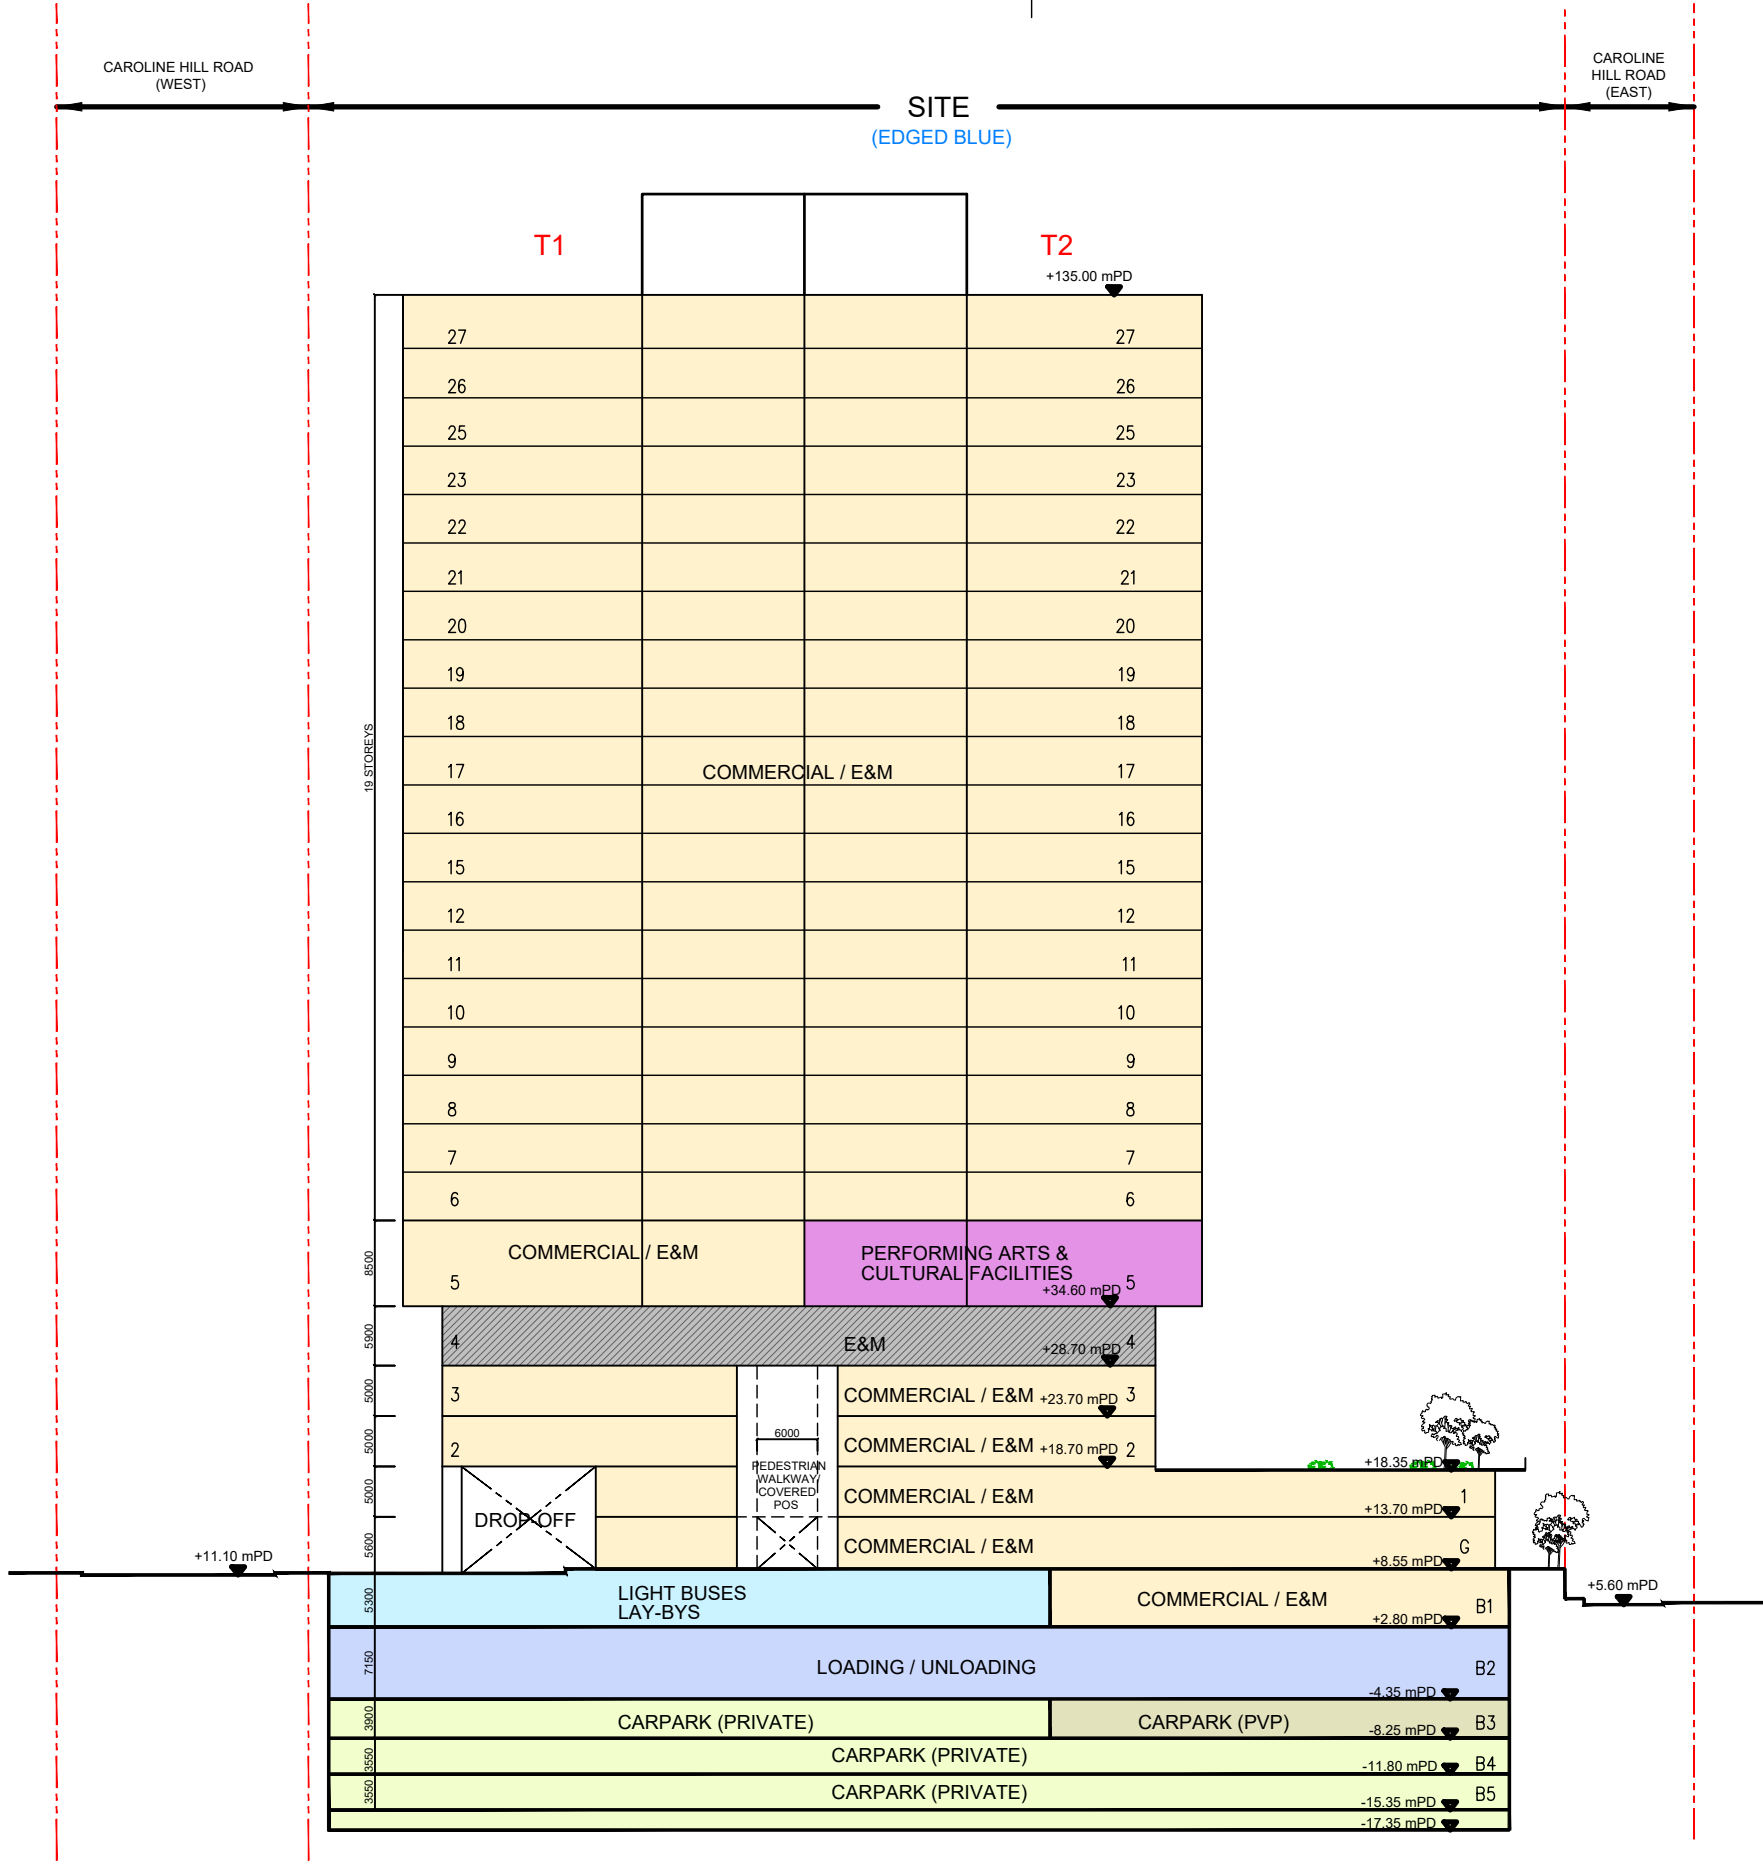 CAROLINE HILL ROAD
(WEST)
SITE
(EDGED BLUE)
CAROLINE
HILL ROAD
(EAST)
T1
T2
+135.00 mPD
27
27
26
26
25
25
23
23
22
22
21
21
20
20
19
19
18
18
19 STOREYS
17
COMMERCIAL / E&M
17
16
16
15
15
12
12
11
11
10
10
9
9
8
8
7
7
6
6
8500
COMMERCIAL / E&M
5
PERFORMING ARTS &
CULTURAL FACILITIES
5
+34.60 mPD
5900
4
E&M
4
+28.70 mPD
5000
3
COMMERCIAL / E&M
+23.70 mPD
3
5000
2
6000
COMMERCIAL / E&M
+18.70 mPD
2
PEDESTRIAN
WALKWAY/
COVERED
POS
+18.35 mPD
5000
COMMERCIAL / E&M
1
+13.70 mPD
DROP-OFF
5600
COMMERCIAL / E&M
G
+8.55 mPD
+11.10 mPD
+5.60 mPD
5300
LIGHT BUSES
LAY-BYS
COMMERCIAL / E&M
B1
+2.80 mPD
7150
LOADING / UNLOADING
B2
-4.35 mPD
3900
CARPARK (PRIVATE)
CARPARK (PVP)
-8.25 mPD
B3
3550
CARPARK (PRIVATE)
-11.80 mPD
B4
3550
CARPARK (PRIVATE)
B5
-15.35 mPD
-17.35 mPD